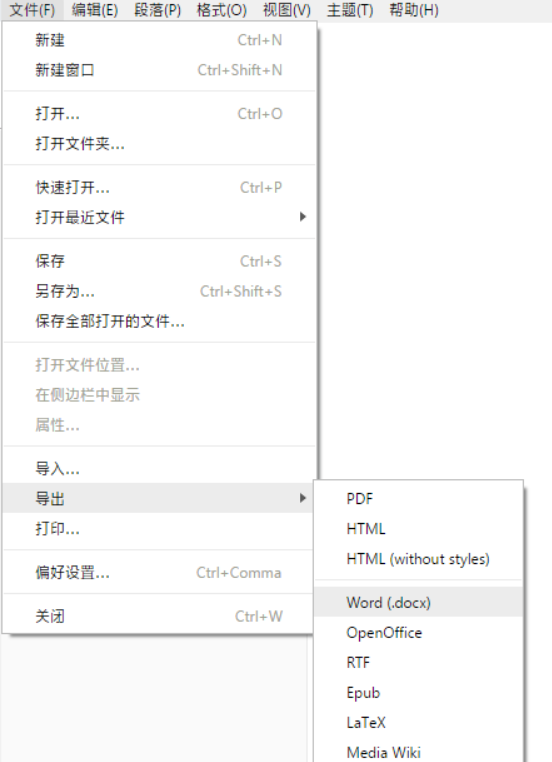 文件(F) 编辑(E) 段落(P) 格式(O) 视图(V) 主题(T) 帮助(H)
新建 Ctrl+N
新建窗口 Ctrl+Shift+N
打开... Ctrl+O
打开文件夹...
快速打开... Ctrl+P
打开最近文件
保存 Ctrl+S
另存为... Ctrl+Shift+S
保存全部打开的文件...
打开文件位置...
在侧边栏中显示
属性...
导入...
导出
打印...
偏好设置... Ctrl+Comma
关闭 Ctrl+W
PDF
HTML
HTML (without styles)
Word (.docx)
OpenOffice
RTF
Epub
LaTeX
Media Wiki